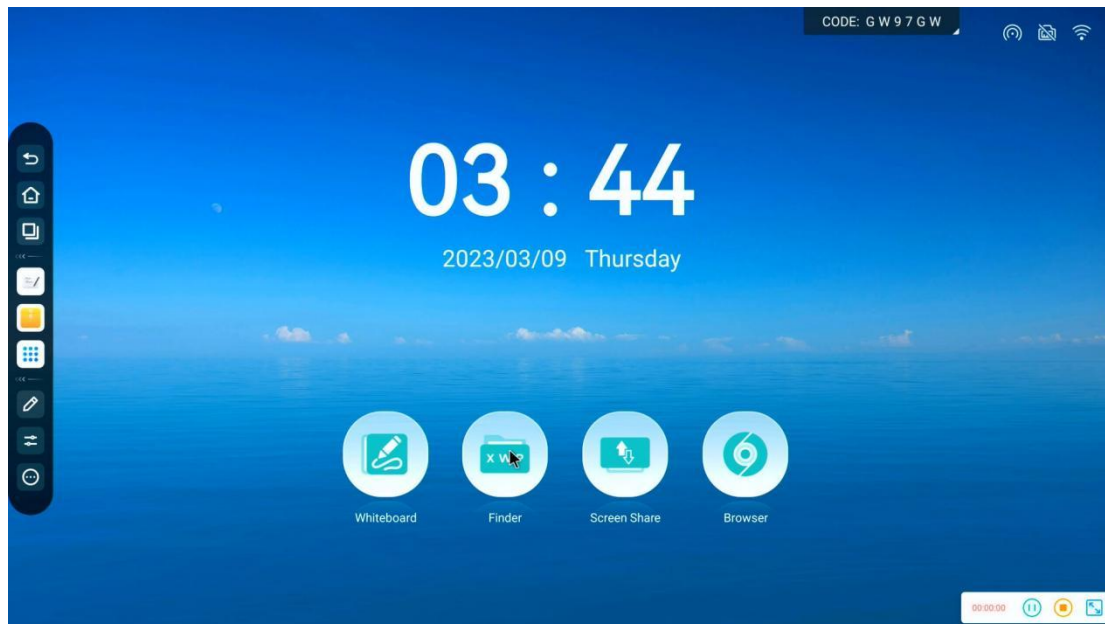 CODE: G W 9 7 G W
03 : 44
2023/03/09 Thursday
Whiteboard
Finder
Screen Share
Browser
00:00:00